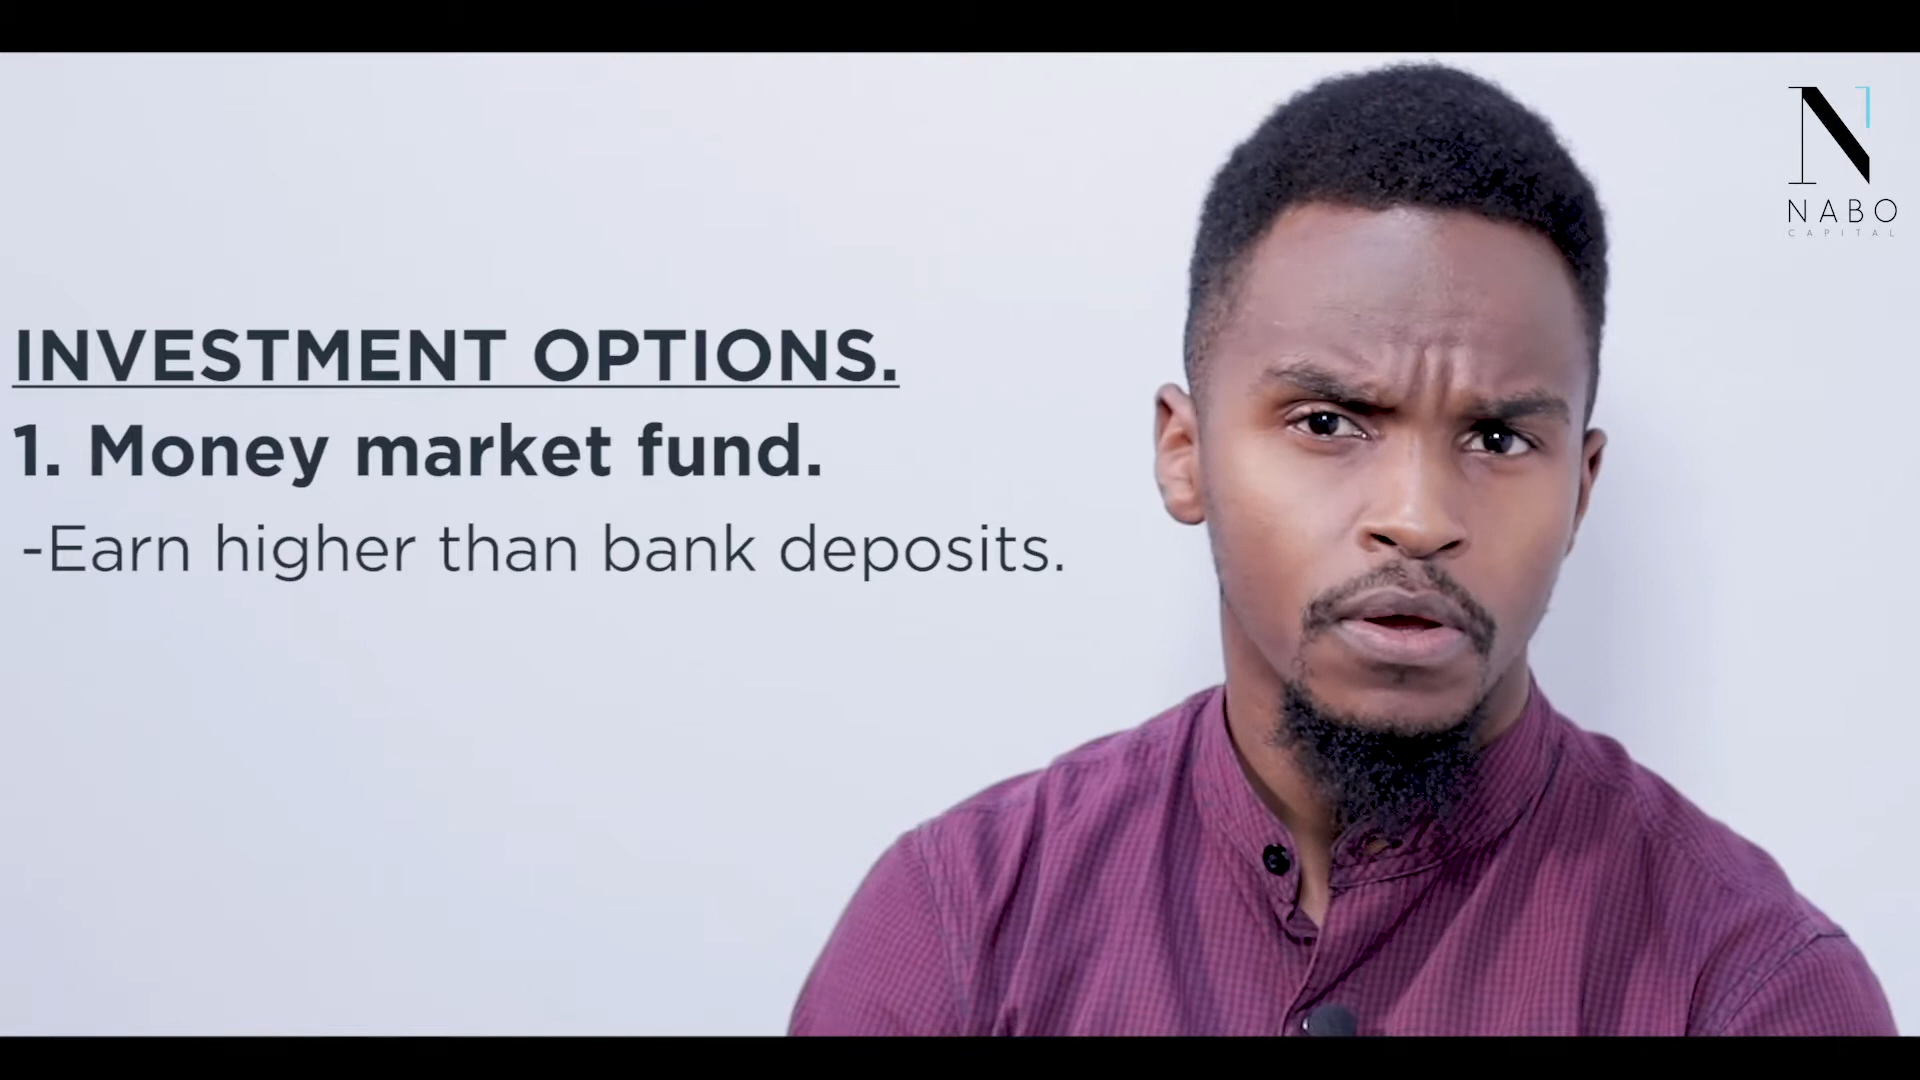 N
NABO
CAPITAL
INVESTMENT OPTIONS.
1. Money market fund.
-Earn higher than bank deposits.